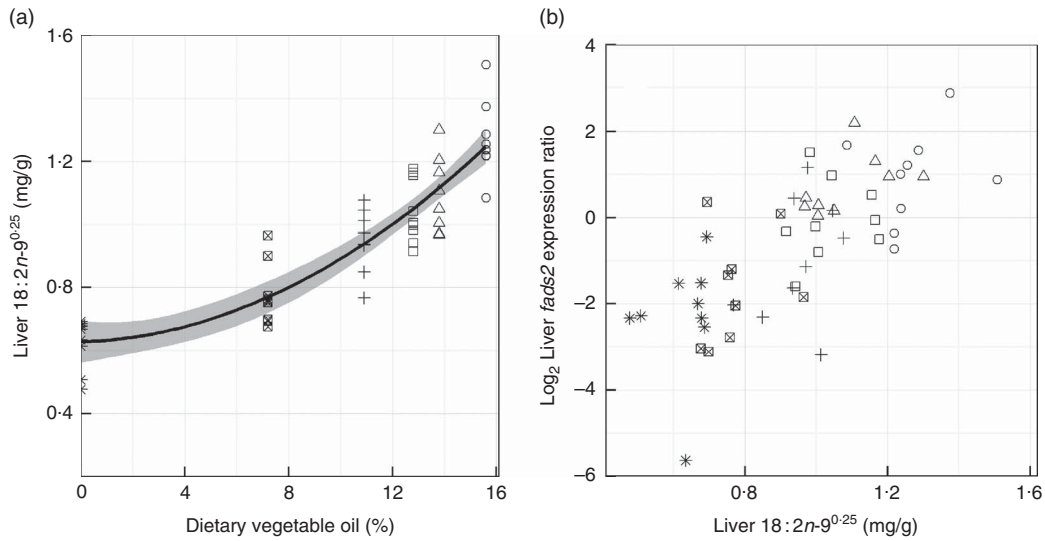 (a)
1·6
1·2
0·8
0·4
Liver 18:2n-9^0·25 (mg/g)
0 4 8 12 16
Dietary vegetable oil (%)
(b)
4
2
0
−2
−4
−6
Log₂ Liver fads2 expression ratio
0·8 1·2 1·6
Liver 18:2n-9^0·25 (mg/g)